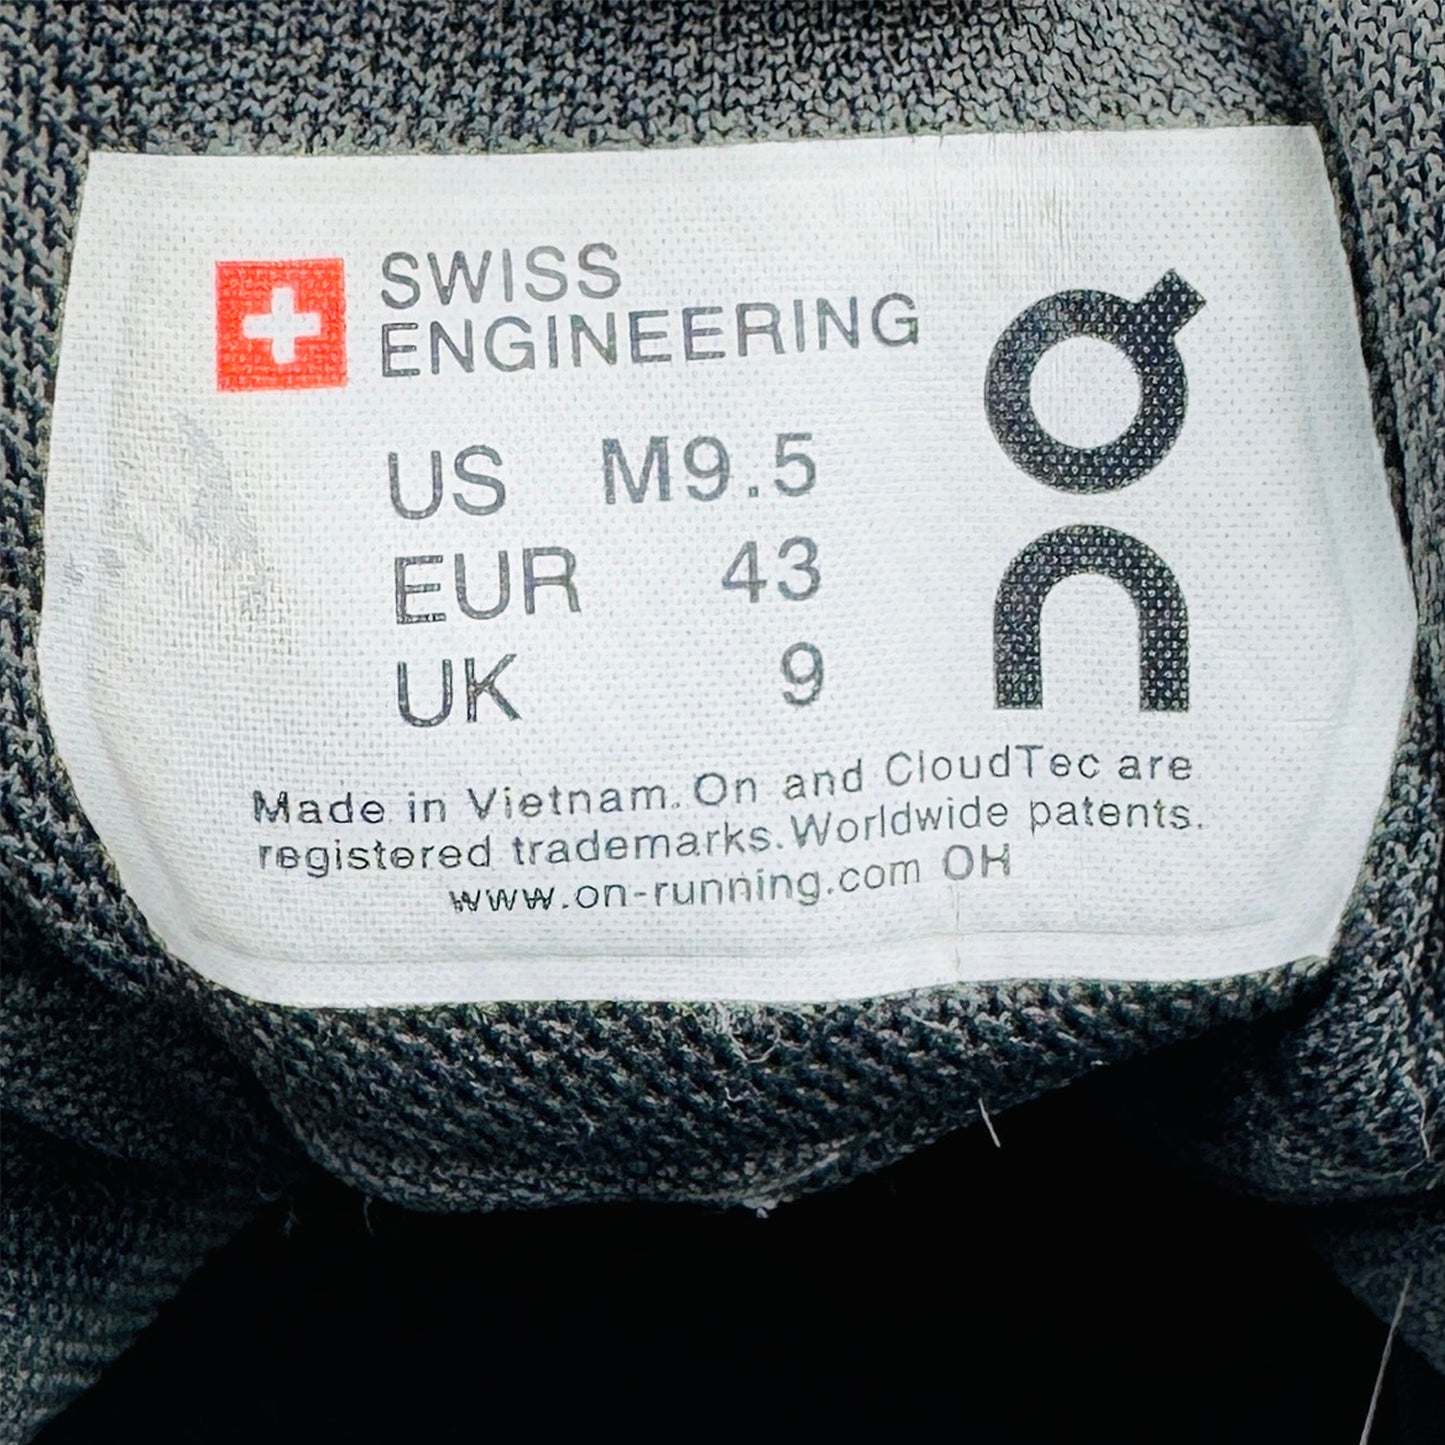 SWISS
ENGINEERING
US M9.5
EUR 43
UK 9
on
Made in Vietnam. On and CloudTec are
registered trademarks. Worldwide patents.
www.on-running.com OH